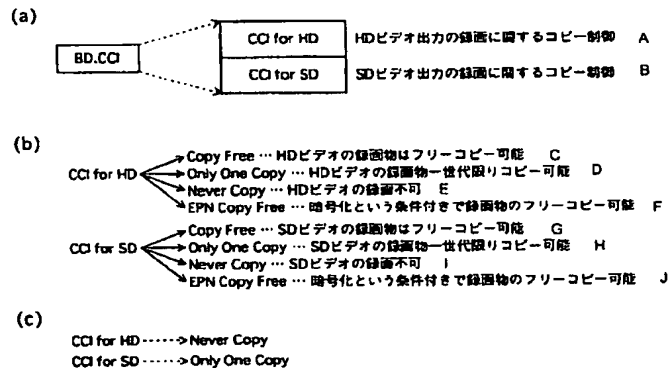 (a)
BD.CCI
CCI for HD HDビデオ出力の録画に関するコピー制御 A
CCI for SD SDビデオ出力の録画に関するコピー制御 B
(b)
CCI for HD
Copy Free … HDビデオの録画物はフリーコピー可能 C
Only One Copy … HDビデオの録画物一世代限りコピー可能 D
Never Copy … HDビデオの録画不可 E
EPN Copy Free … 暗号化という条件付きで録画物のフリーコピー可能 F
CCI for SD
Copy Free … SDビデオの録画物はフリーコピー可能 G
Only One Copy … SDビデオの録画物一世代限りコピー可能 H
Never Copy … SDビデオの録画不可 I
EPN Copy Free … 暗号化という条件付きで録画物のフリーコピー可能 J
(c)
CCI for HD Never Copy
CCI for SD Only One Copy